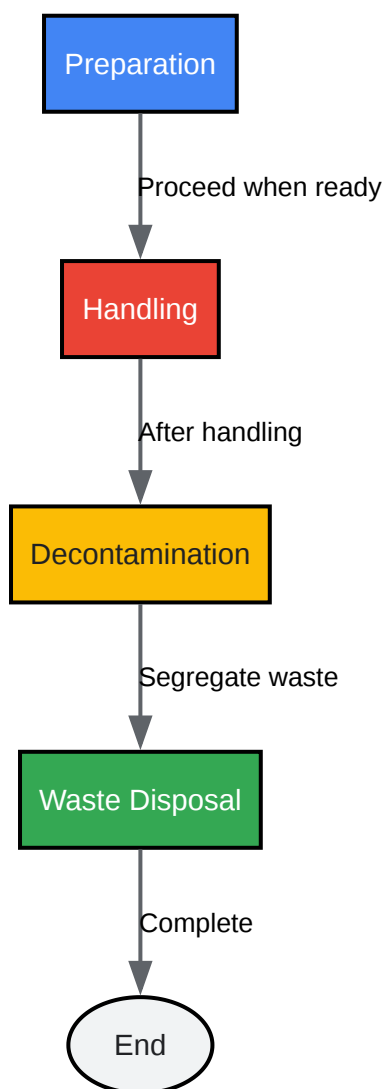 Preparation
Proceed when ready
Handling
After handling
Decontamination
Segregate waste
Waste Disposal
Complete
End